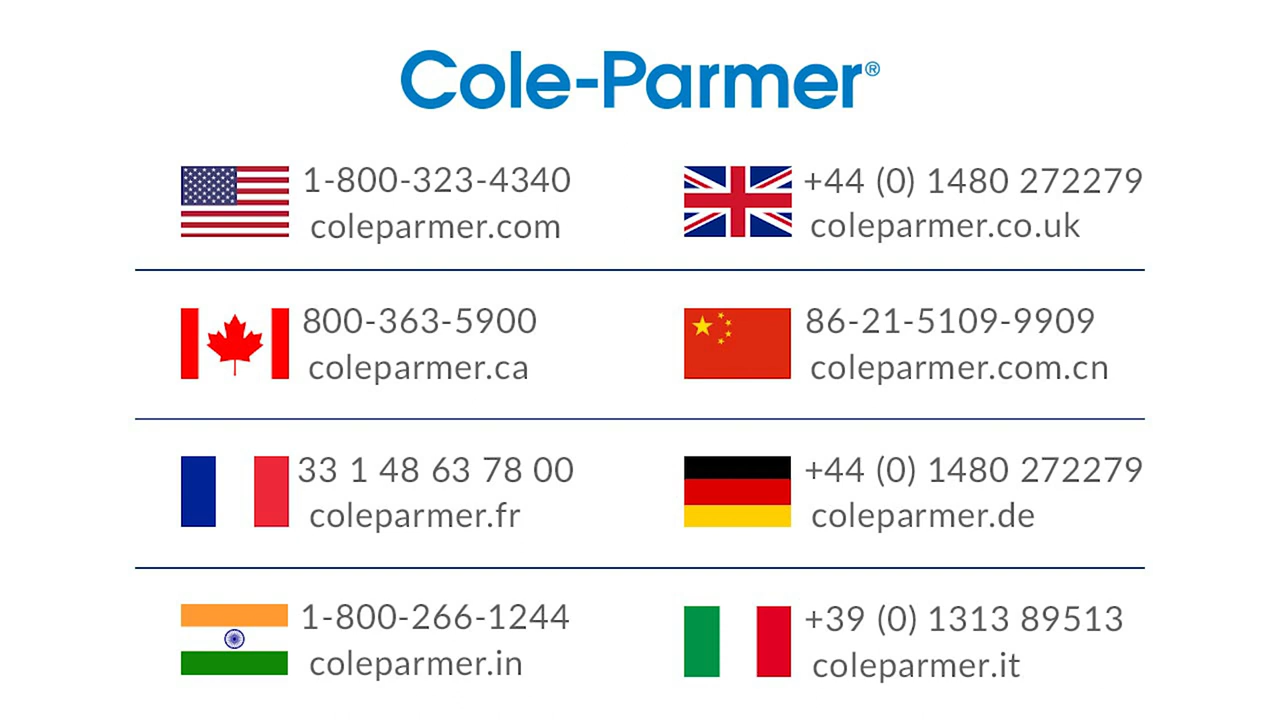 Cole-Parmer®
1-800-323-4340
coleparmer.com
+44 (0) 1480 272279
coleparmer.co.uk
800-363-5900
coleparmer.ca
86-21-5109-9909
coleparmer.com.cn
33 1 48 63 78 00
coleparmer.fr
+44 (0) 1480 272279
coleparmer.de
1-800-266-1244
coleparmer.in
+39 (0) 1313 89513
coleparmer.it